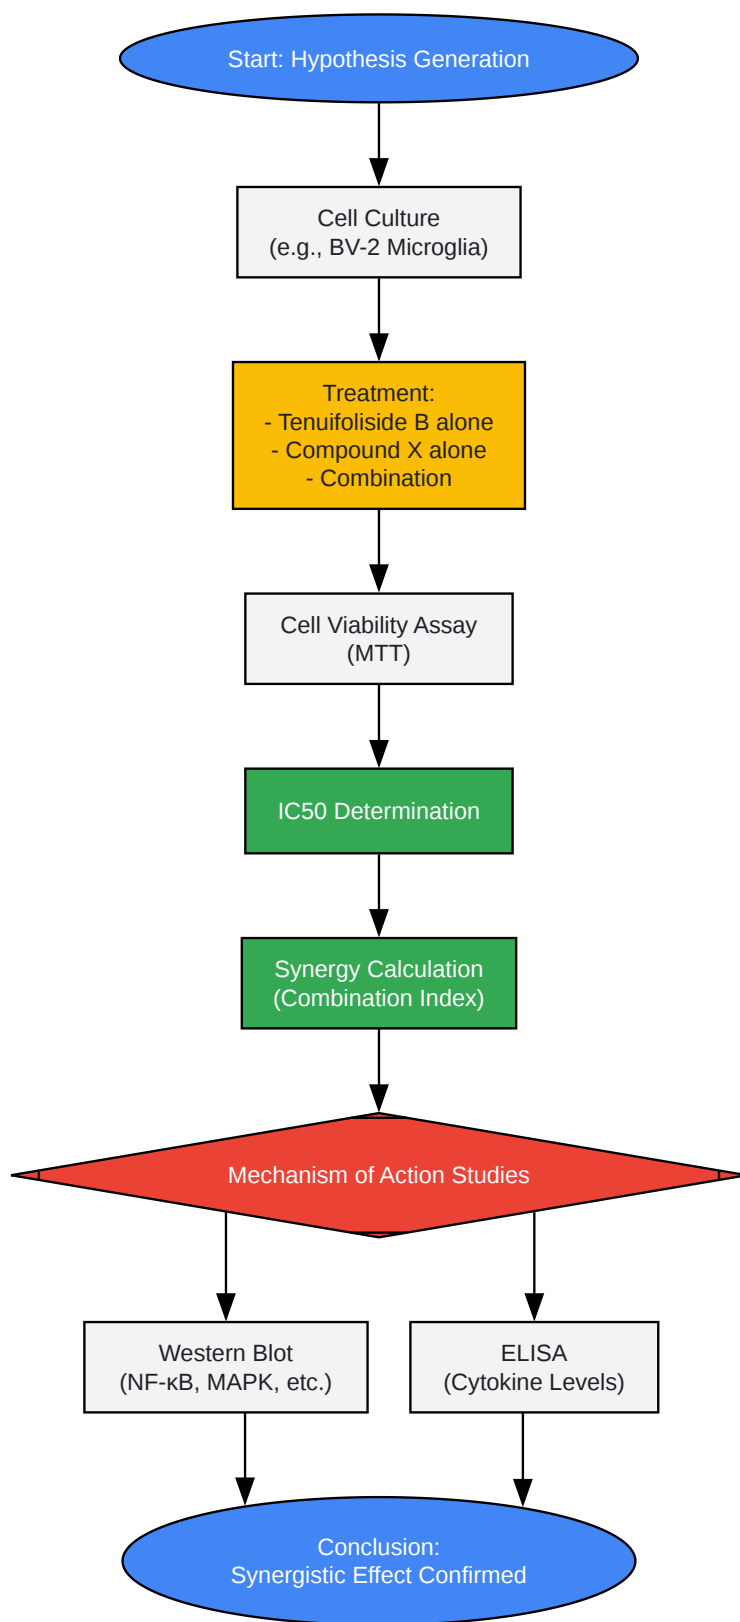 Start: Hypothesis Generation
Cell Culture
(e.g., BV-2 Microglia)
Treatment:
- Tenuifoliside B alone
- Compound X alone
- Combination
Cell Viability Assay
(MTT)
IC50 Determination
Synergy Calculation
(Combination Index)
Mechanism of Action Studies
Western Blot
(NF-κB, MAPK, etc.)
ELISA
(Cytokine Levels)
Conclusion:
Synergistic Effect Confirmed